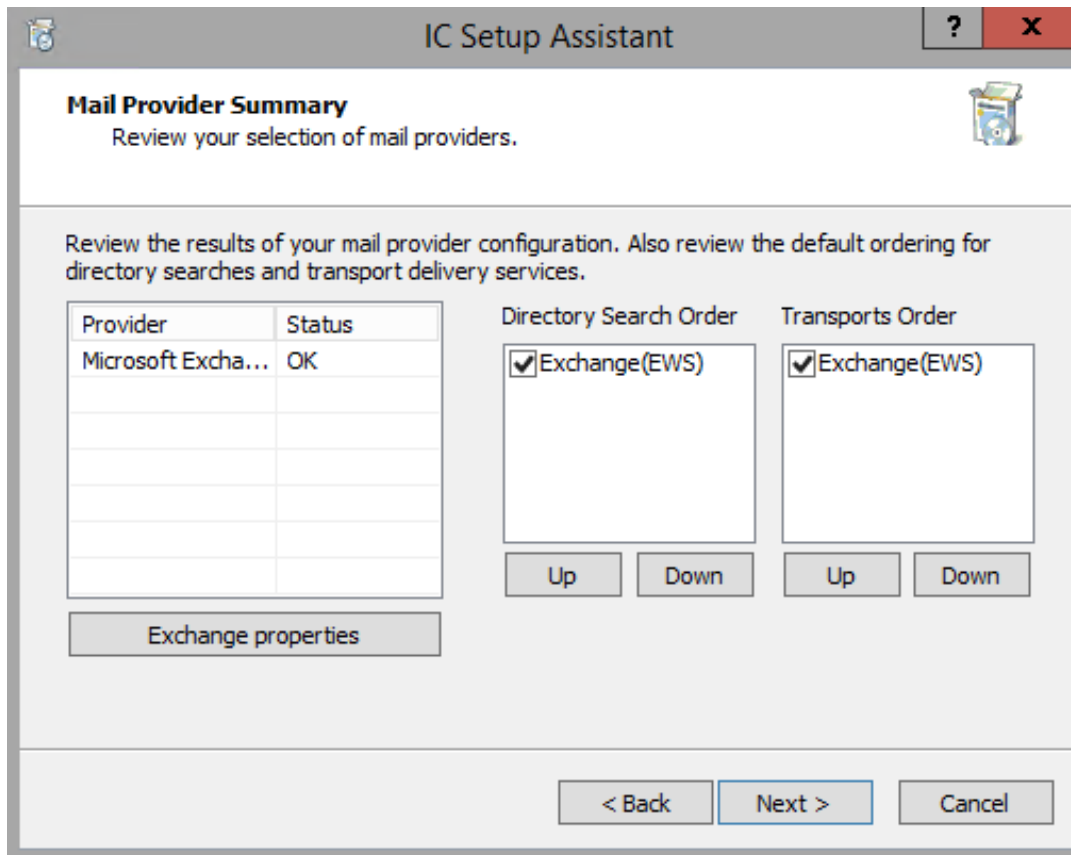 IC Setup Assistant
?
x
Mail Provider Summary
Review your selection of mail providers.
Review the results of your mail provider configuration. Also review the default ordering for
directory searches and transport delivery services.
Provider Status
Microsoft Excha... OK
Directory Search Order
Exchange(EWS)
Up Down
Transports Order
Exchange(EWS)
Up Down
Exchange properties
< Back Next > Cancel